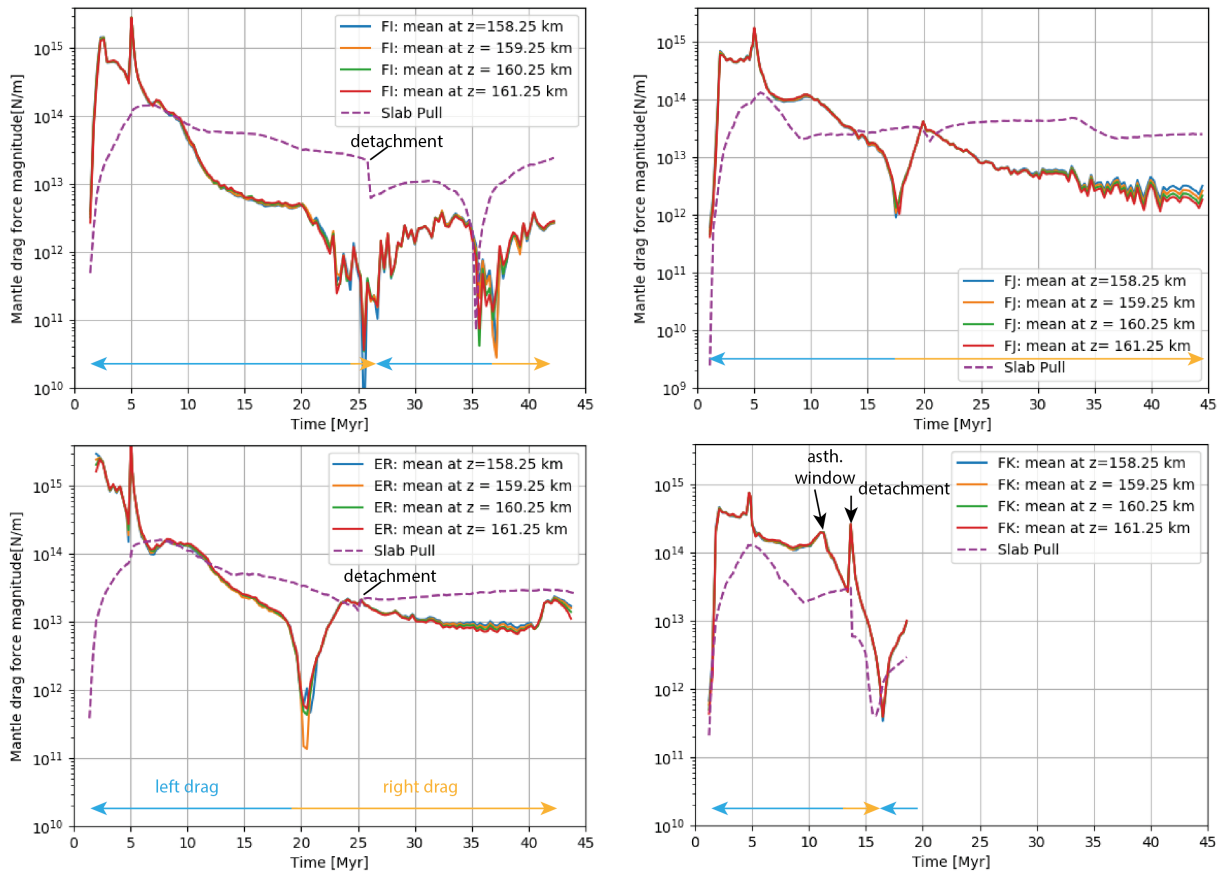 Mantle drag force magnitude[N/m]
10^15
10^14
10^13
10^12
10^11
10^10
FI: mean at z=158.25 km
FI: mean at z = 159.25 km
FI: mean at z = 160.25 km
FI: mean at z= 161.25 km
Slab Pull
detachment
0 5 10 15 20 25 30 35 40 45
Time [Myr]
Mantle drag force magnitude[N/m]
10^15
10^14
10^13
10^12
10^11
10^10
10^9
FJ: mean at z=158.25 km
FJ: mean at z = 159.25 km
FJ: mean at z = 160.25 km
FJ: mean at z= 161.25 km
Slab Pull
0 5 10 15 20 25 30 35 40 45
Time [Myr]
Mantle drag force magnitude[N/m]
10^15
10^14
10^13
10^12
10^11
10^10
ER: mean at z=158.25 km
ER: mean at z = 159.25 km
ER: mean at z = 160.25 km
ER: mean at z= 161.25 km
Slab Pull
detachment
left drag
right drag
0 5 10 15 20 25 30 35 40 45
Time [Myr]
Mantle drag force magnitude[N/m]
10^15
10^14
10^13
10^12
10^11
10^10
asth.
window
detachment
FK: mean at z=158.25 km
FK: mean at z = 159.25 km
FK: mean at z = 160.25 km
FK: mean at z= 161.25 km
Slab Pull
0 5 10 15 20 25 30 35 40 45
Time [Myr]